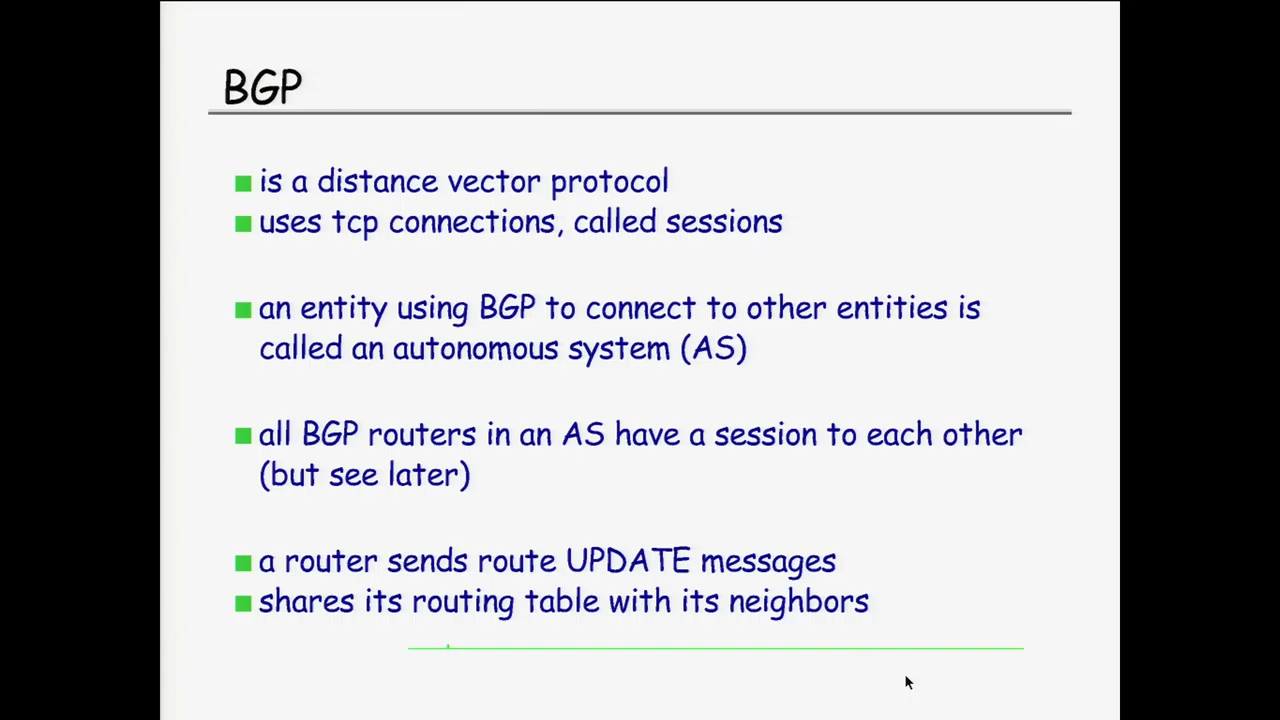 BGP
is a distance vector protocol
uses tcp connections, called sessions
an entity using BGP to connect to other entities is
called an autonomous system (AS)
all BGP routers in an AS have a session to each other
(but see later)
a router sends route UPDATE messages
shares its routing table with its neighbors